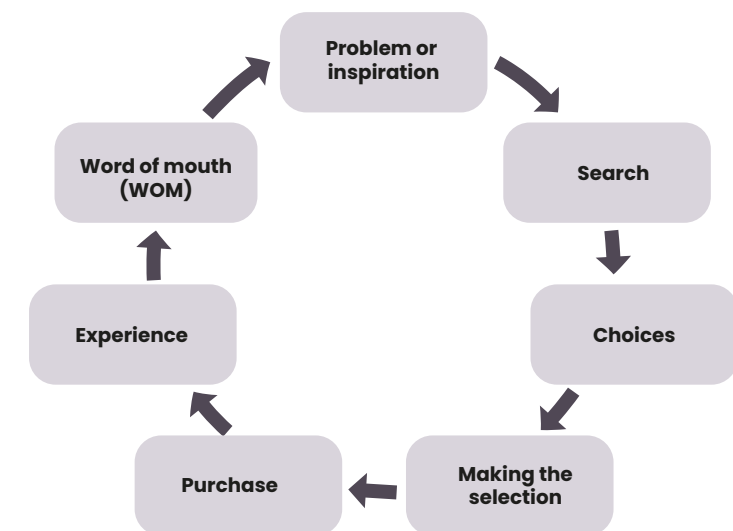 Problem or
inspiration
Search
Choices
Making the
selection
Purchase
Experience
Word of mouth
(WOM)